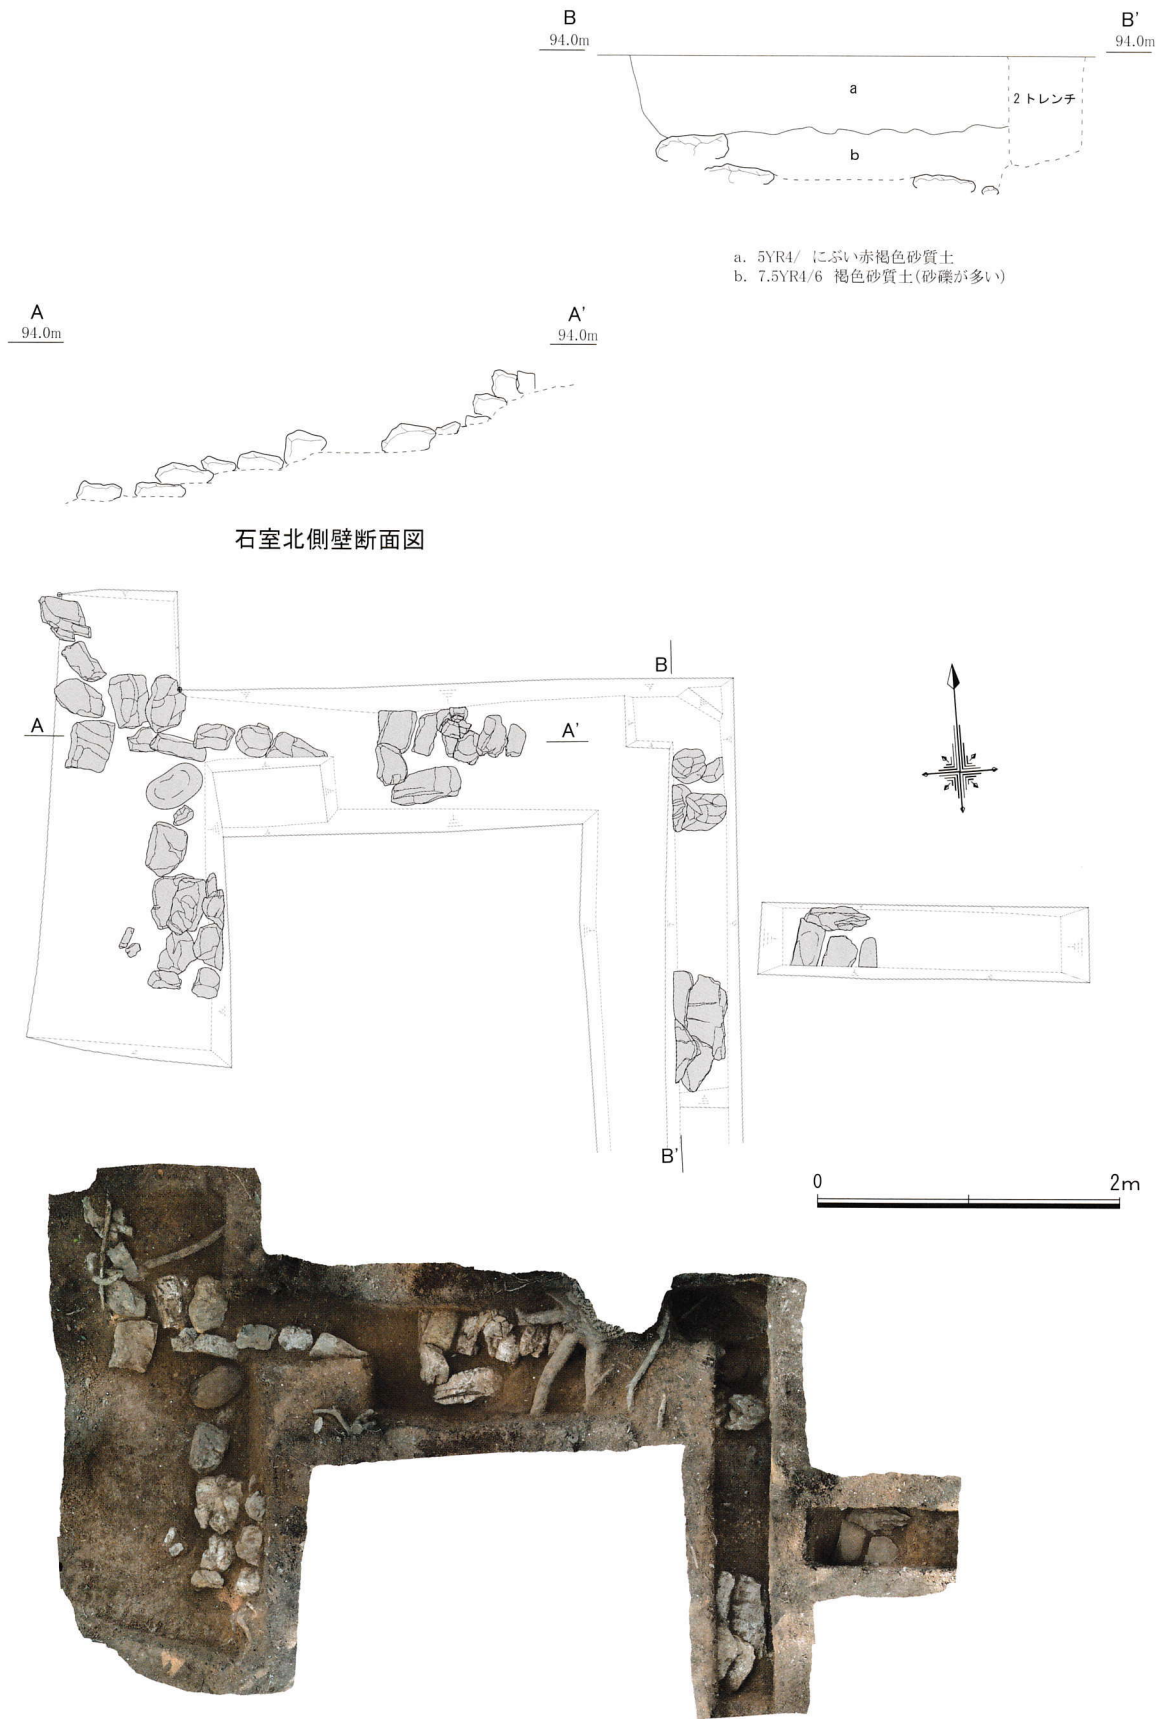 B B'
94.0m 94.0m
a
2 トレンチ
b
a. 5YR4/ にぶい赤褐色砂質土
b. 7.5YR4/6 褐色砂質土(砂礫が多い)
A A'
94.0m 94.0m
石室北側壁断面図
B
A A'
B'
0 2m